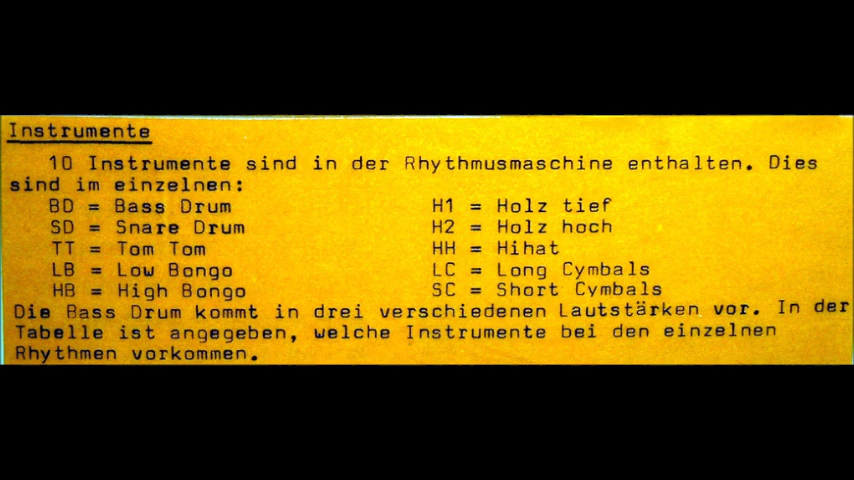 Instrumente
10 Instrumente sind in der Rhythmusmaschine enthalten. Dies
sind im einzelnen:
BD = Bass Drum H1 = Holz tief
SD = Snare Drum H2 = Holz hoch
TT = Tom Tom HH = Hihat
LB = Low Bongo LC = Long Cymbals
HB = High Bongo SC = Short Cymbals
Die Bass Drum kommt in drei verschiedenen Lautstärken vor. In der
Tabelle ist angegeben, welche Instrumente bei den einzelnen
Rhythmen vorkommen.